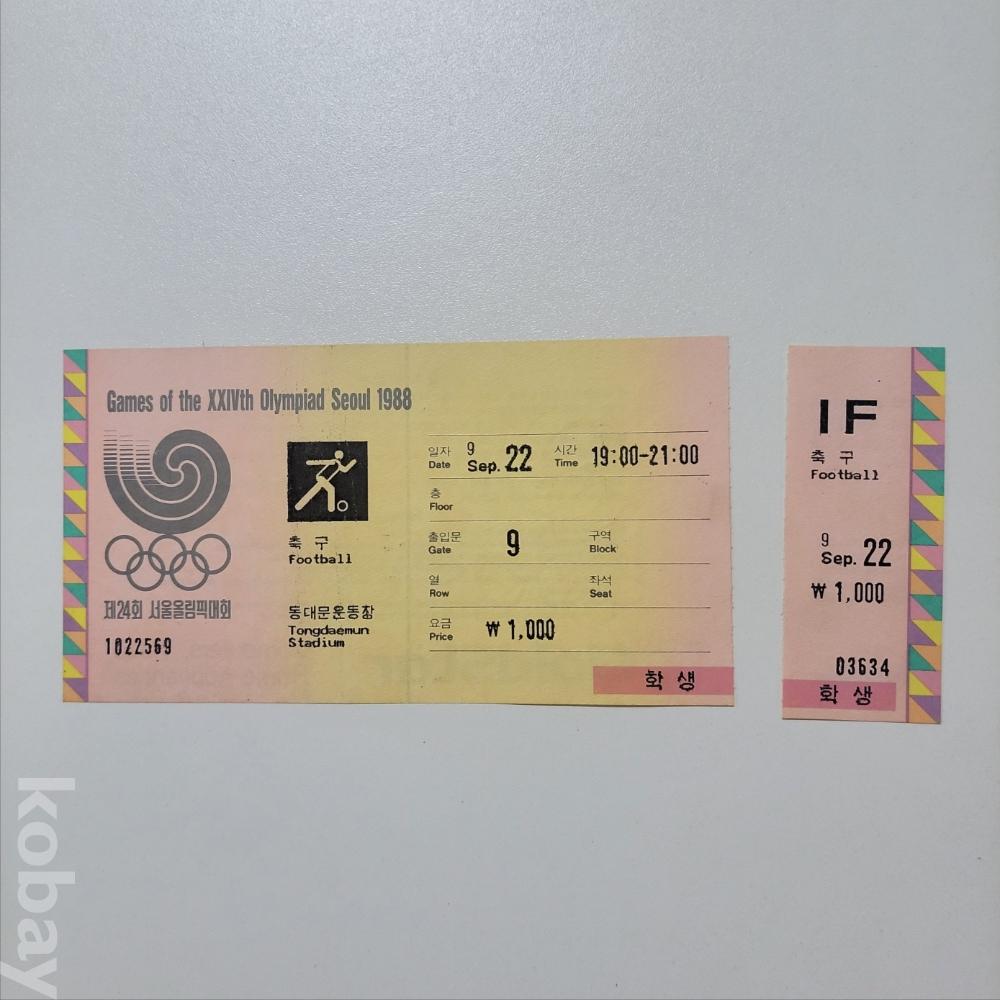 Games of the XXIVth Olympiad Seoul 1988
제24회 서울올림픽대회
1022569
축 구
Football
동대문운동장
Tongdaemun
Stadium
일자 9 시간
Date Sep. 22 Time 19:00-21:00
층
Floor
출입문 구역
Gate 9 Block
열 좌석
Row Seat
요금
Price ₩ 1,000
학 생
IF
축 구
Football
9
Sep. 22
₩ 1,000
03634
학 생
kobay